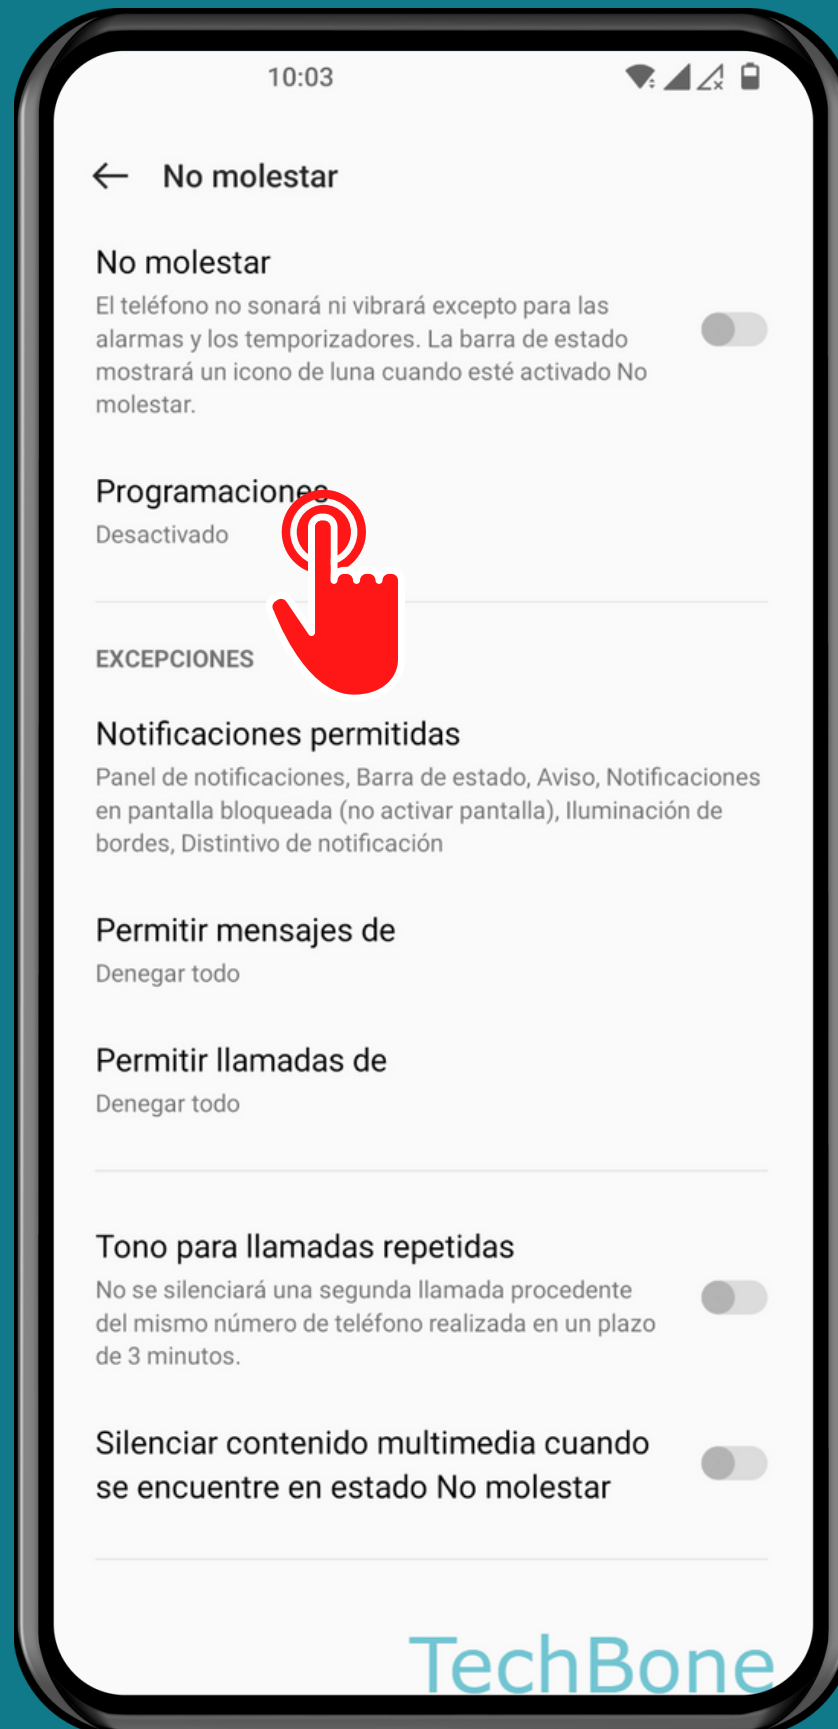 10:03
No molestar
No molestar
El teléfono no sonará ni vibrará excepto para las
alarmas y los temporizadores. La barra de estado
mostrará un icono de luna cuando esté activado No
molestar.
Programaciones
Desactivado
EXCEPCIONES
Notificaciones permitidas
Panel de notificaciones, Barra de estado, Aviso, Notificaciones
en pantalla bloqueada (no activar pantalla), Iluminación de
bordes, Distintivo de notificación
Permitir mensajes de
Denegar todo
Permitir llamadas de
Denegar todo
Tono para llamadas repetidas
No se silenciará una segunda llamada procedente
del mismo número de teléfono realizada en un plazo
de 3 minutos.
Silenciar contenido multimedia cuando
se encuentre en estado No molestar
TechBone